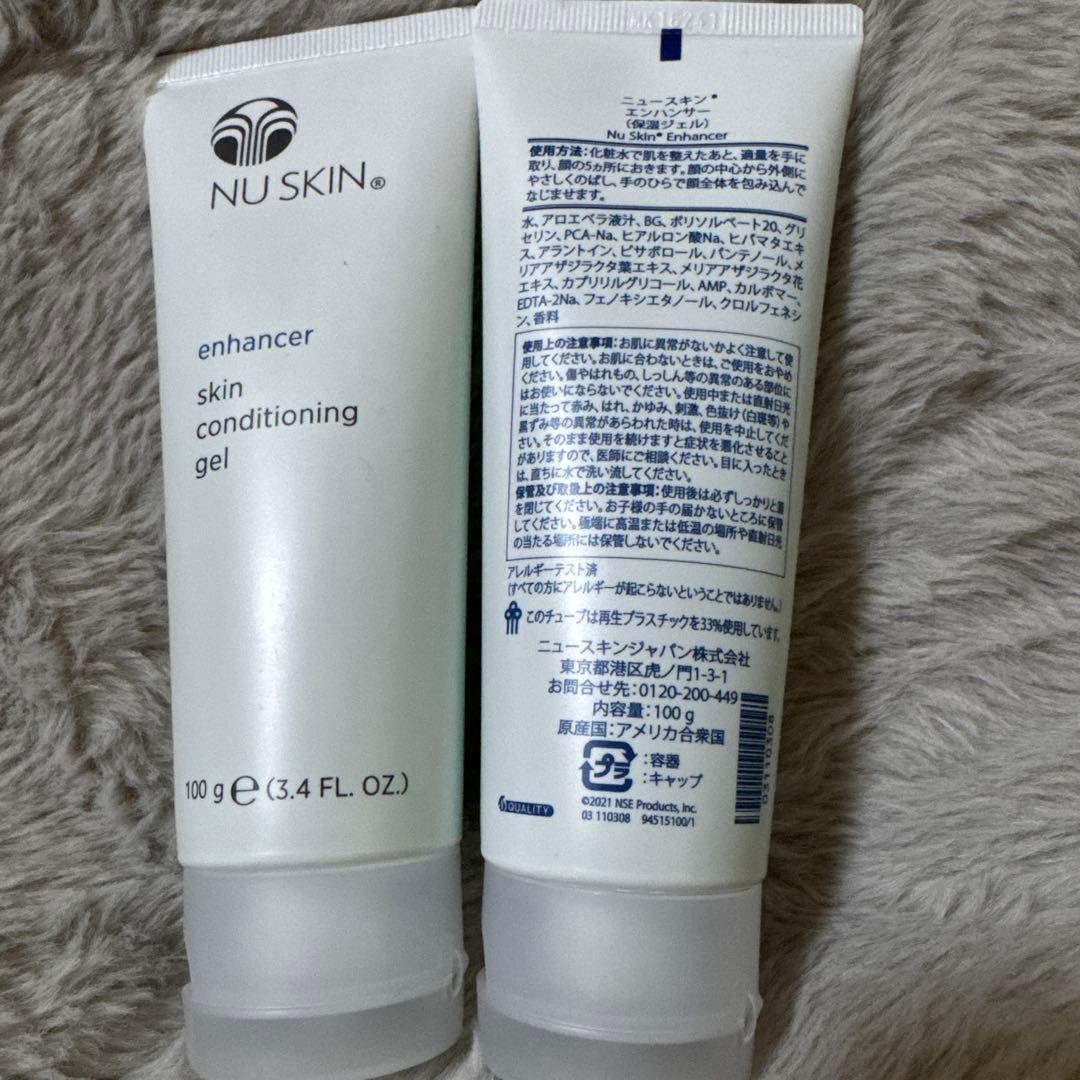 NU SKIN®
enhancer
skin
conditioning
gel
100 g e (3.4 FL. OZ.)
ニュースキン®
エンハンサー
(保湿ジェル)
Nu Skin® Enhancer
使用方法:化粧水で肌を整えたあと、適量を手に
取り、顔の5ヵ所におきます。顔の中心から外側に
やさしくのばし、手のひらで顔全体を包み込んで
なじませます。
水、アロエベラ液汁、BG、ポリソルベート20、グリ
セリン、PCA-Na、ヒアルロン酸Na、ヒバマタエキ
ス、アラントイン、ビサボロール、パンテノール、メ
リアアザジラクタ葉エキス、メリアアザジラクタ花
エキス、カプリリルグリコール、AMP、カルボマー、
EDTA-2Na、フェノキシエタノール、クロルフェネシ
ン、香料
使用上の注意事項:お肌に異常がないかよく注意して使
用してください。お肌に合わないときは、ご使用をおやめ
ください。傷やはれもの、しっしん等の異常のある部位に
はお使いにならないでください。使用中または直射日光
に当たって赤み、はれ、かゆみ、刺激、色抜け(白斑等)や
黒ずみ等の異常があらわれた時は、使用を中止してくだ
さい。そのまま使用を続けますと症状を悪化させること
がありますので、医師にご相談ください。目に入ったとき
は、直ちに水で洗い流してください。
保管及び取扱上の注意事項:使用後は必ずしっかりと蓋
を閉じてください。お子様の手の届かないところに保管
してください。極端に高温または低温の場所や直射日光
の当たる場所には保管しないでください。
アレルギーテスト済
(すべての方にアレルギーが起こらないということではありません。)
このチューブは再生プラスチックを33%使用しています。
ニュースキンジャパン株式会社
東京都港区虎ノ門1-3-1
お問合せ先:0120-200-449
内容量:100 g
原産国:アメリカ合衆国
プラ
:容器
:キャップ
6 QUALITY
©2021 NSE Products, Inc.
03 110308 94515100/1
03110308